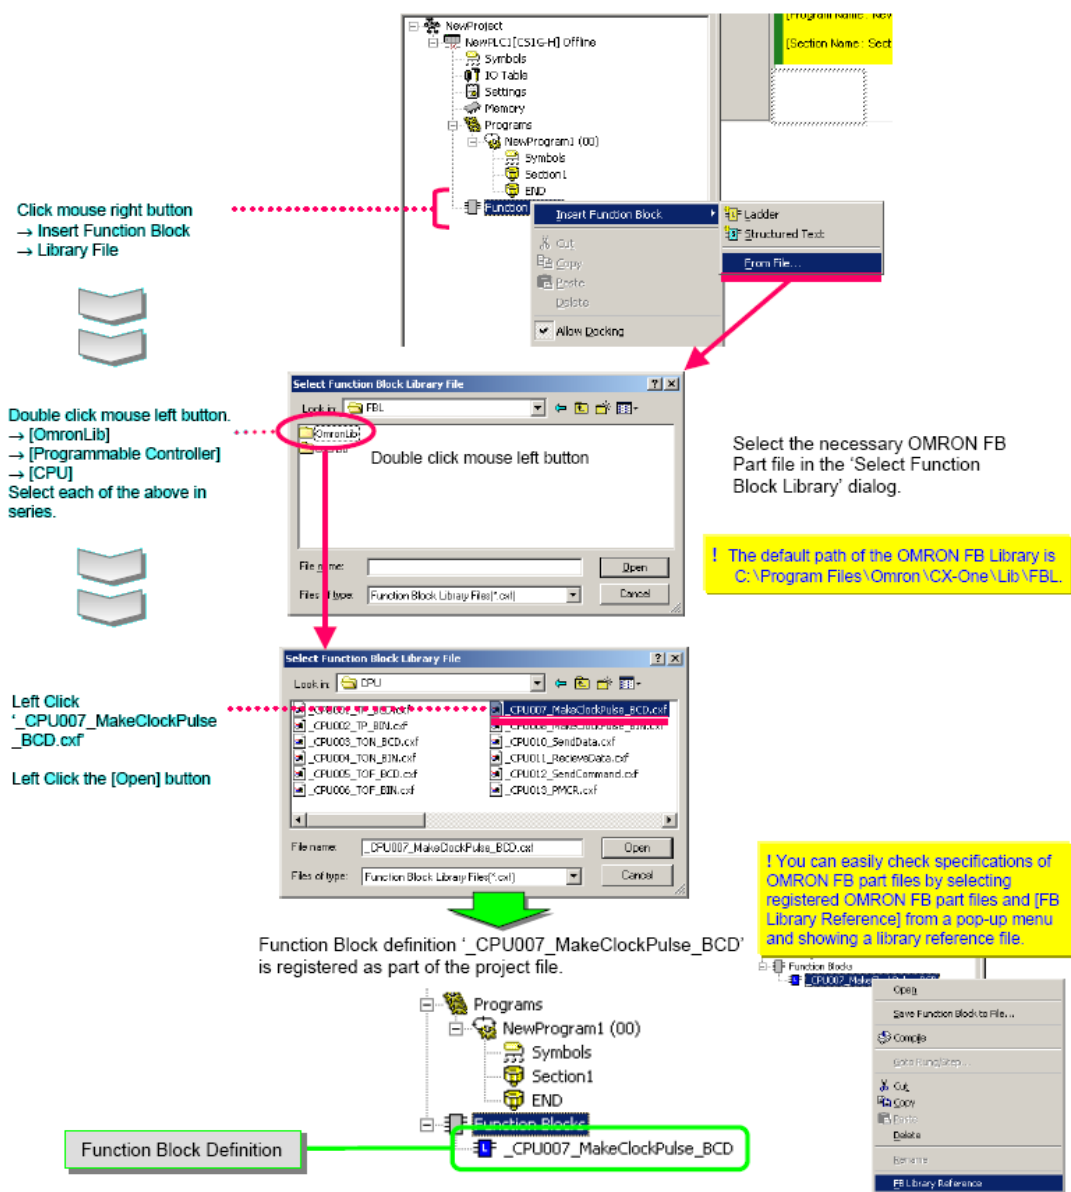 [Program Name : New
[Section Name : Sect
NewProject
NewPLC1[CS1G-H] Offline
Symbols
IO Table
Settings
Memory
Programs
NewProgram1 (00)
Symbols
Section1
END
Function
Insert Function Block
Ladder
Structured Text
From File...
Cut
Copy
Paste
Delete
Allow Docking
Click mouse right button
→ Insert Function Block
→ Library File
Select Function Block Library File
Look in:
FBL
OmronLib
Double click mouse left button
File name:
Open
Files of type:
Function Block Library Files(*.cxf)
Cancel
Double click mouse left button.
→ [OmronLib]
→ [Programmable Controller]
→ [CPU]
Select each of the above in
series.
Select the necessary OMRON FB
Part file in the ‘Select Function
Block Library’ dialog.
! The default path of the OMRON FB Library is
C:\Program Files\Omron\CX-One\Lib\FBL.
Select Function Block Library File
Look in:
CPU
_CPU001_TP_BCD.cxf
_CPU002_TP_BIN.cxf
_CPU003_TON_BCD.cxf
_CPU004_TON_BIN.cxf
_CPU005_TOF_BCD.cxf
_CPU006_TOF_BIN.cxf
_CPU007_MakeClockPulse_BCD.cxf
_CPU008_MakeClockPulse_BIN.cxf
_CPU010_SendData.cxf
_CPU011_RecieveData.cxf
_CPU012_SendCommand.cxf
_CPU013_PMCR.cxf
File name:
_CPU007_MakeClockPulse_BCD.cxf
Open
Files of type:
Function Block Library Files(*.cxf)
Cancel
Left Click
‘_CPU007_MakeClockPulse
_BCD.cxf’
Left Click the [Open] button
! You can easily check specifications of
OMRON FB part files by selecting
registered OMRON FB part files and [FB
Library Reference] from a pop-up menu
and showing a library reference file.
Function Block definition ‘_CPU007_MakeClockPulse_BCD’
is registered as part of the project file.
Function Blocks
_CPU007_MakeClockPulse_BCD
Open
Save Function Block to File...
Compile
Goto Rung/Step...
Cut
Copy
Paste
Delete
Rename
FB Library Reference
Programs
NewProgram1 (00)
Symbols
Section1
END
Function Blocks
_CPU007_MakeClockPulse_BCD
Function Block Definition